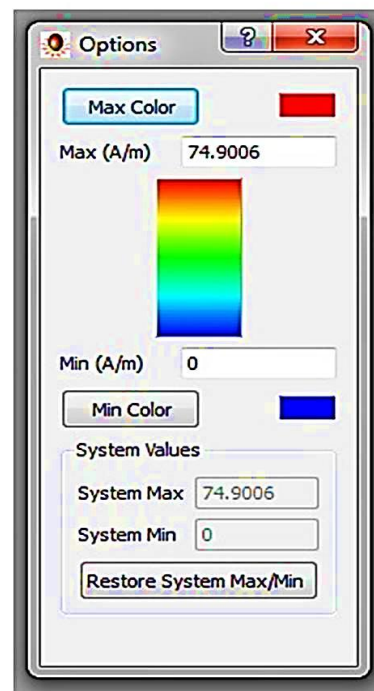 Options ? X
Max Color
Max (A/m) 74.9006
Min (A/m) 0
Min Color
System Values
System Max 74.9006
System Min 0
Restore System Max/Min